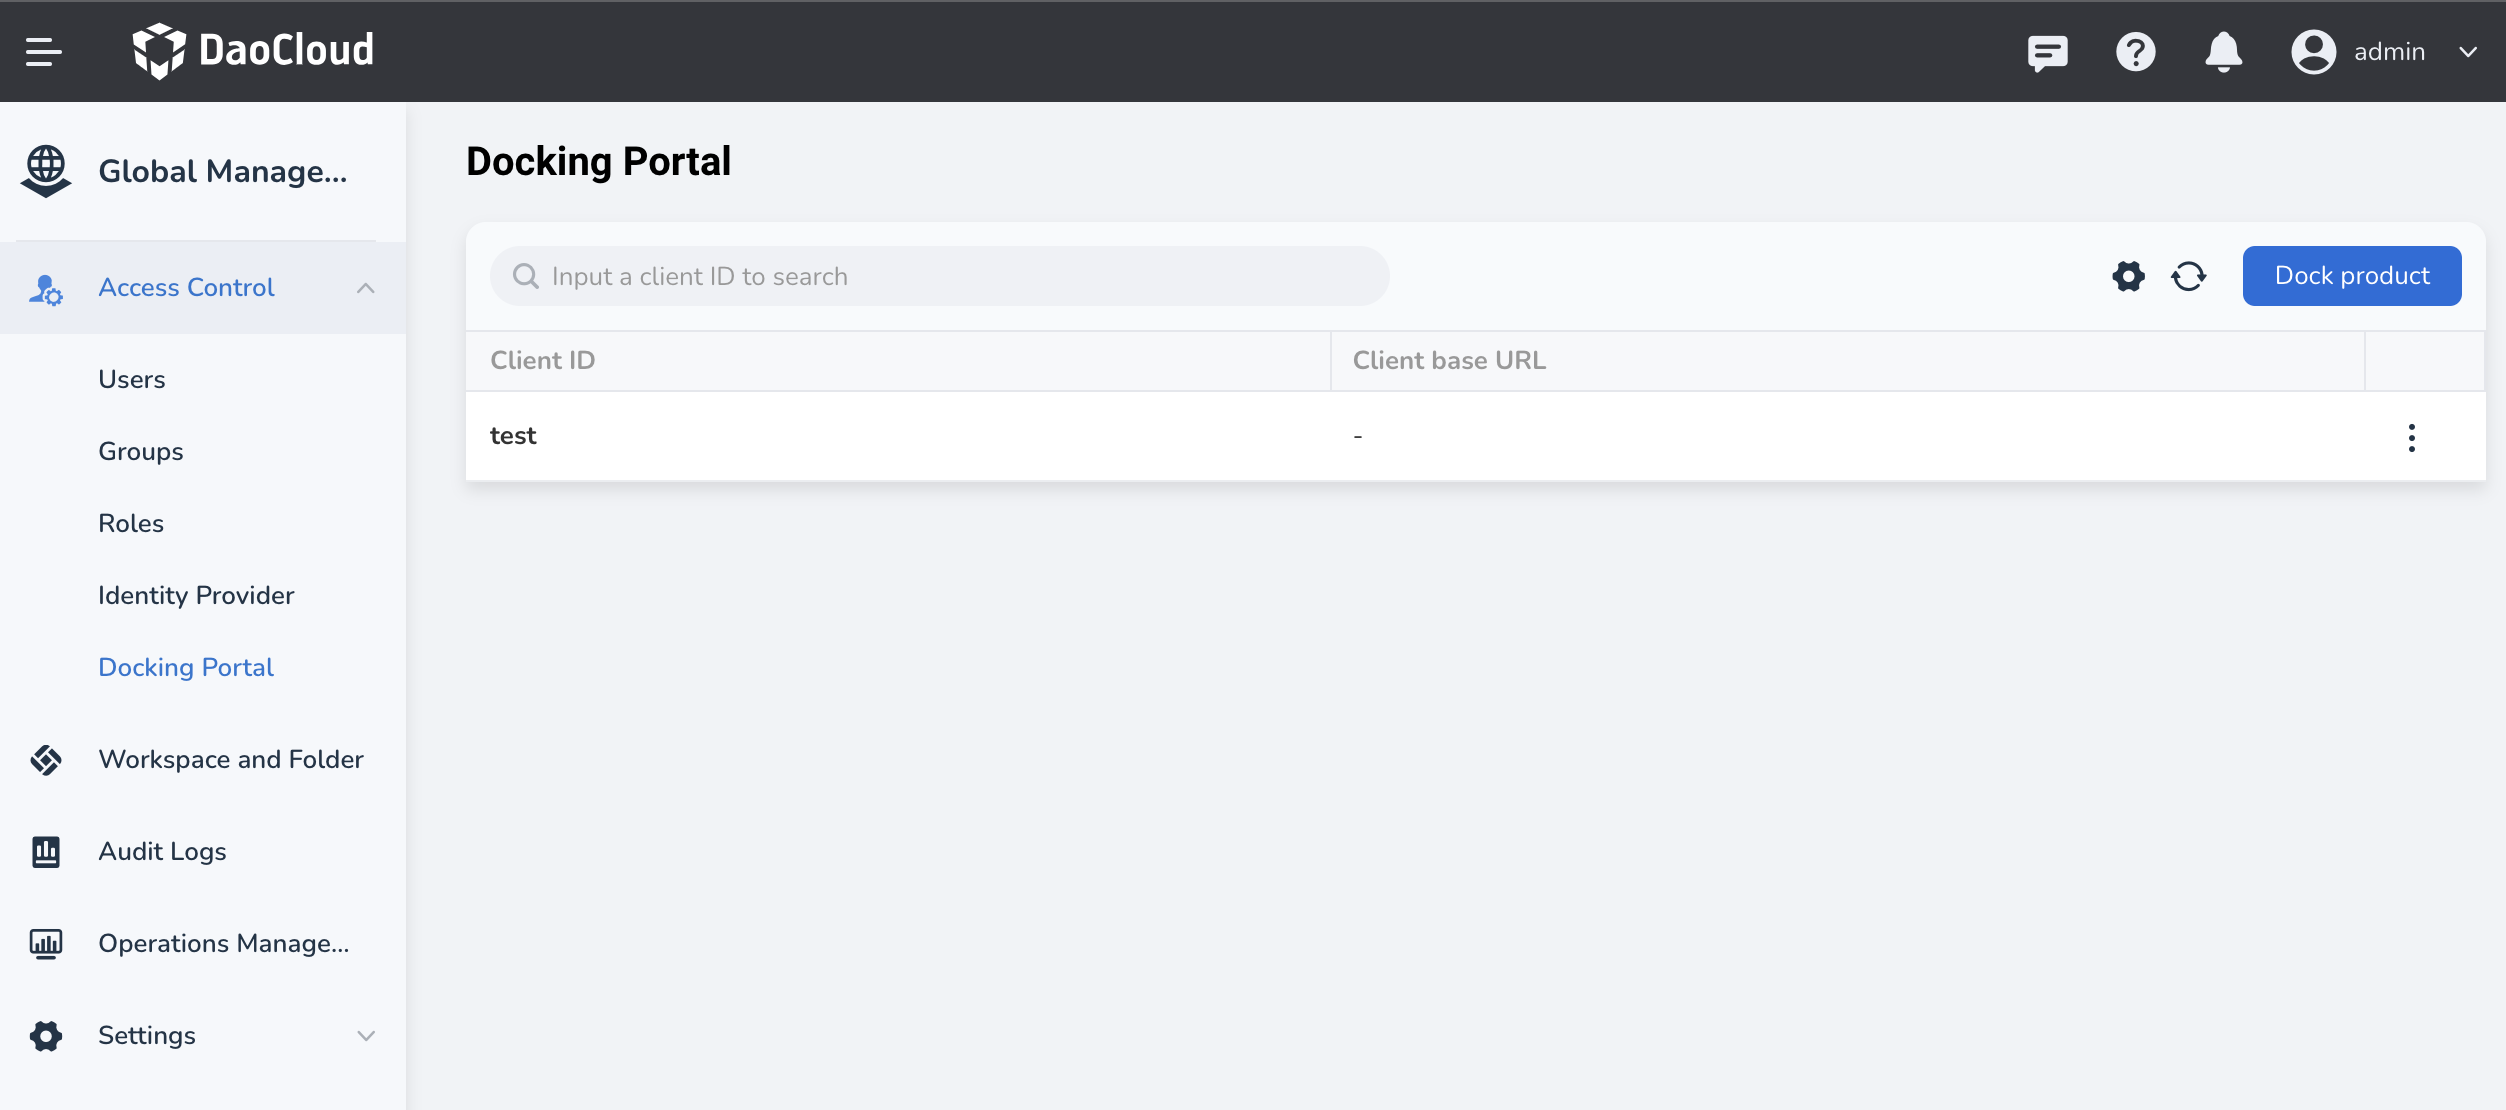 DaoCloud
admin
Global Manage...
Access Control
Users
Groups
Roles
Identity Provider
Docking Portal
Workspace and Folder
Audit Logs
Operations Manage...
Settings
Docking Portal
Input a client ID to search
Dock product
Client ID
Client base URL
test
-